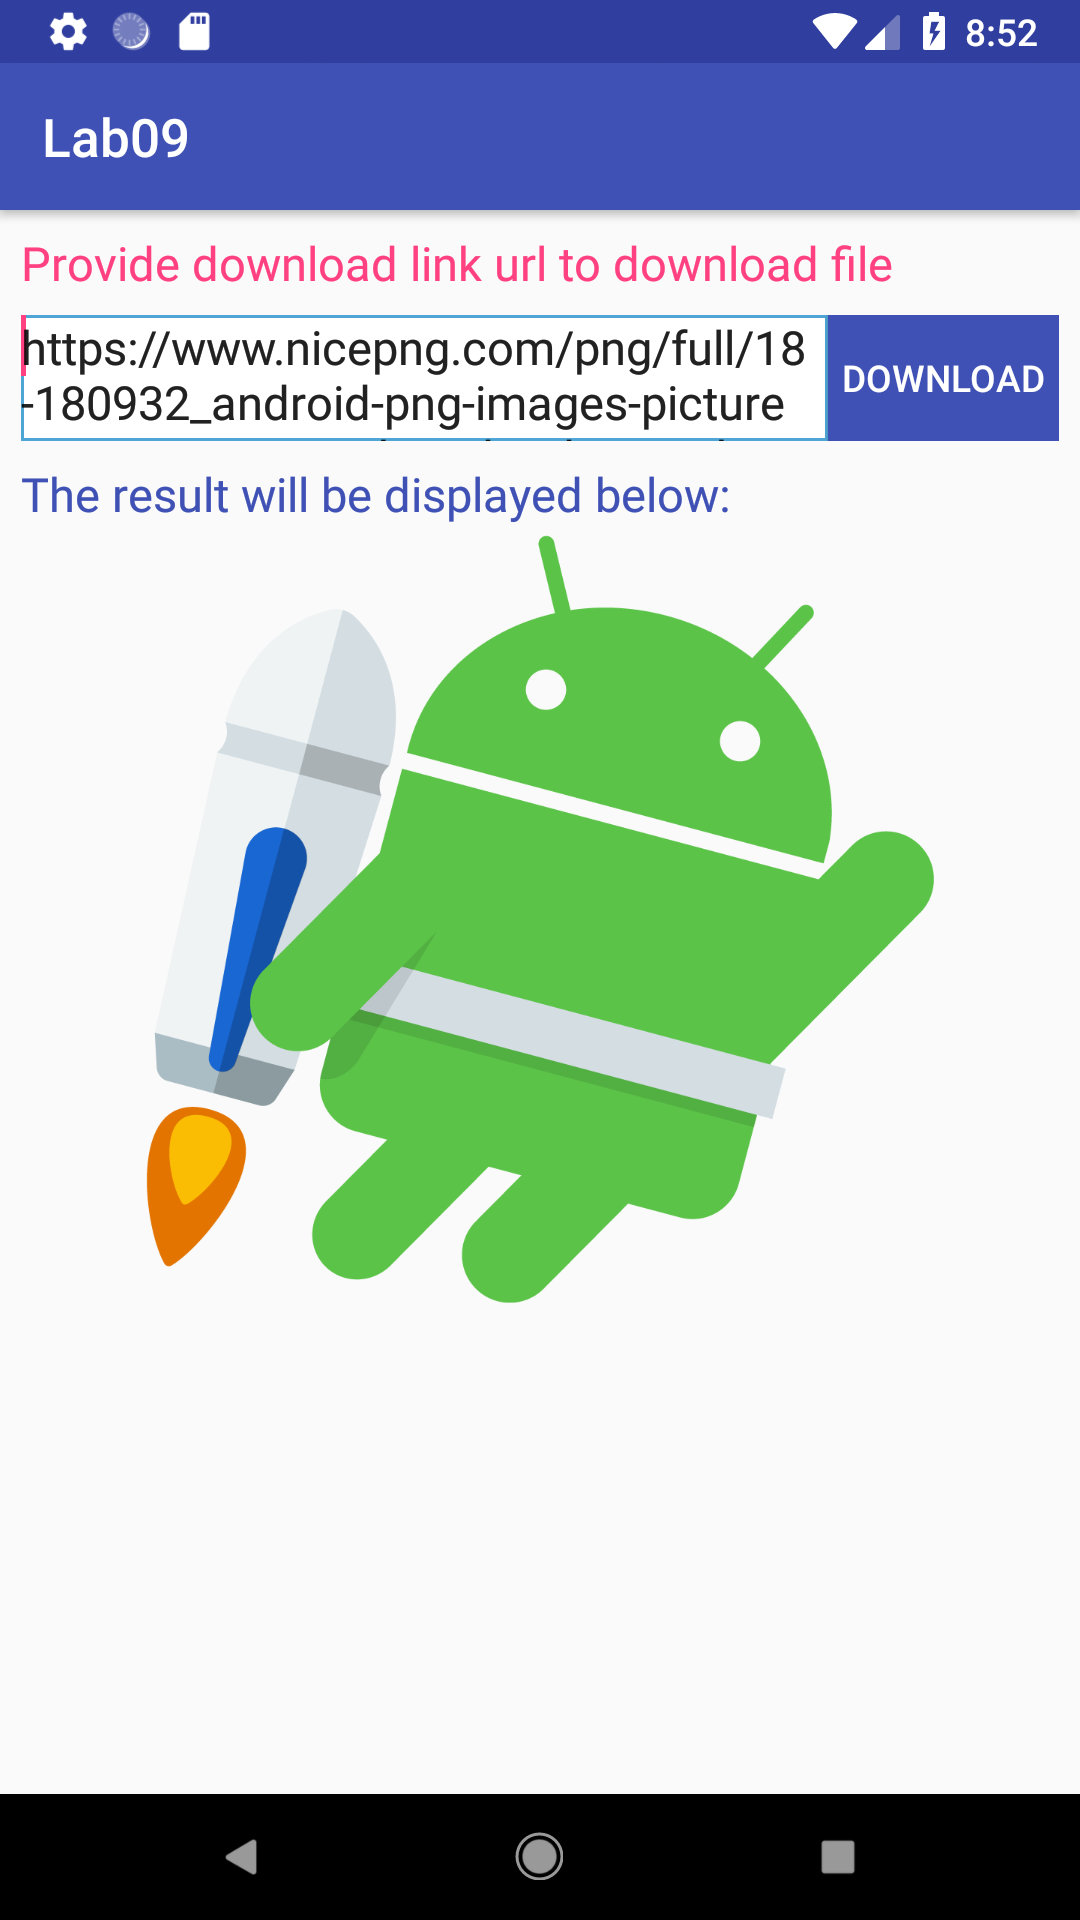 8:52
Lab09
Provide download link url to download file
https://www.nicepng.com/png/full/18
-180932_android-png-images-picture
DOWNLOAD
The result will be displayed below: